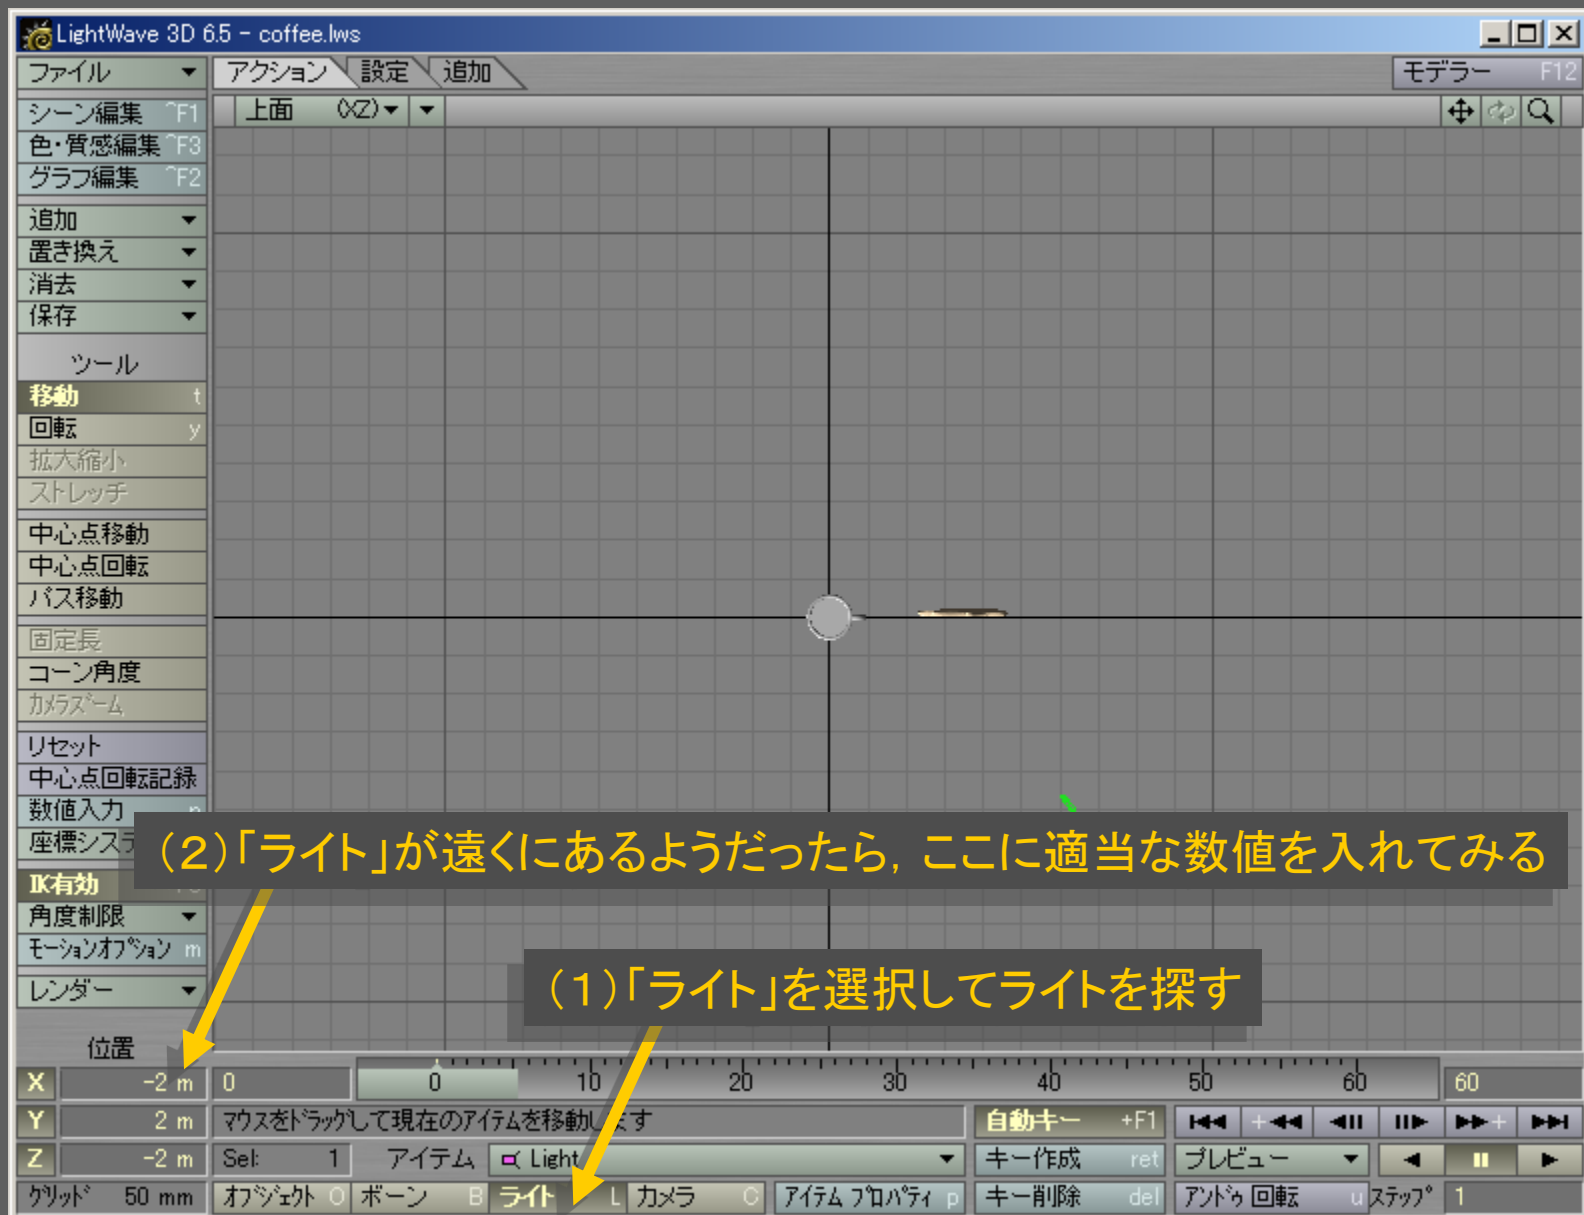 LightWave 3D 6.5 - coffee.lws
ファイル
アクション 設定 追加
モデラー F12
シーン編集 ^F1
上面 (XZ)
色・質感編集 ^F3
グラフ編集 ^F2
追加
置き換え
消去
保存
ツール
移動 t
回転 y
拡大縮小
ストレッチ
中心点移動
中心点回転
パス移動
固定長
コーン角度
カメラズーム
リセット
中心点回転記録
数値入力
座標システ
(2)「ライト」が遠くにあるようだったら, ここに適当な数値を入れてみる
IK有効
角度制限
モーションオプション m
(1)「ライト」を選択してライトを探す
レンダー
位置
X -2 m 0 0 10 20 30 40 50 60 60
Y 2 m マウスをドラッグして現在のアイテムを移動します 自動キー +F1
Z -2 m Sel: 1 アイテム Light キー作成 ret プレビュー
グリッド 50 mm オブジェクト O ボーン B ライト L カメラ C アイテム プロパティ p キー削除 del アンドゥ 回転 u ステップ 1